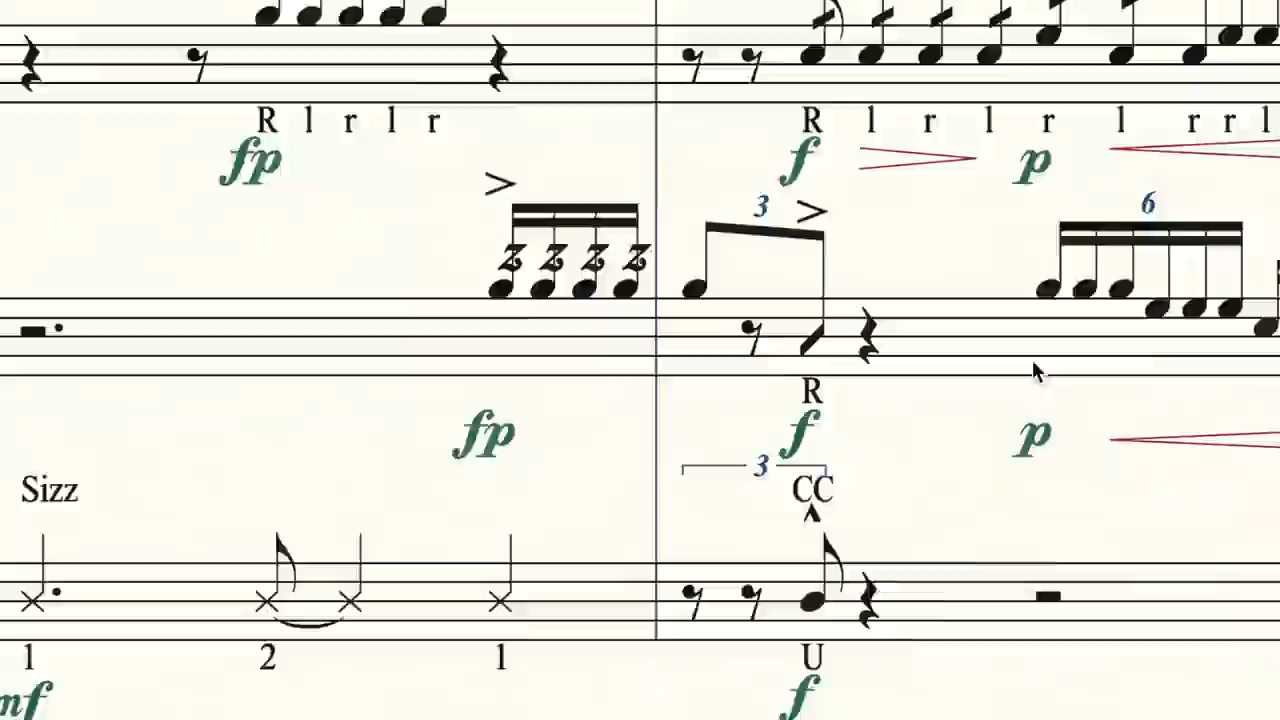 R l r l r R l r l r l r r l
fp f p
3 6
z z z z
R
fp f p
3
Sizz CC
1 2 1 U
mf f